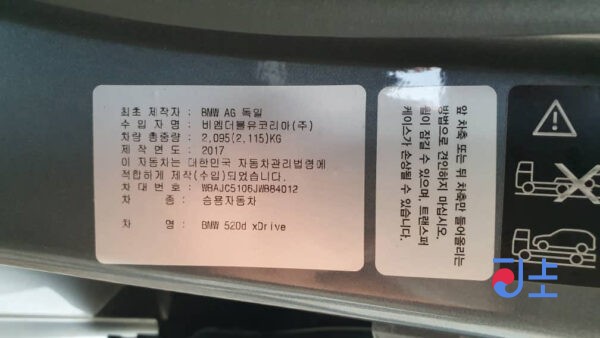 최초 제작자 : BMW AG 독일
수 입 자 명 : 비엠더블유코리아(주)
차량 총중량 : 2,095(2,115)KG
제 작 연 도 : 2017
이 자동차는 대한민국 자동차관리법령에
적합하게 제작(수입)되었습니다.
차 대 번 호 : WBAJC5106JWB84012
차 종 : 승용자동차
차 명 : BMW 520d xDrive
앞 차축 또는 뒤 차축만 들어올리는
방법으로 견인하지 마십시오.
휠이 잠길 수 있으며, 트랜스퍼
케이스가 손상될 수 있습니다.